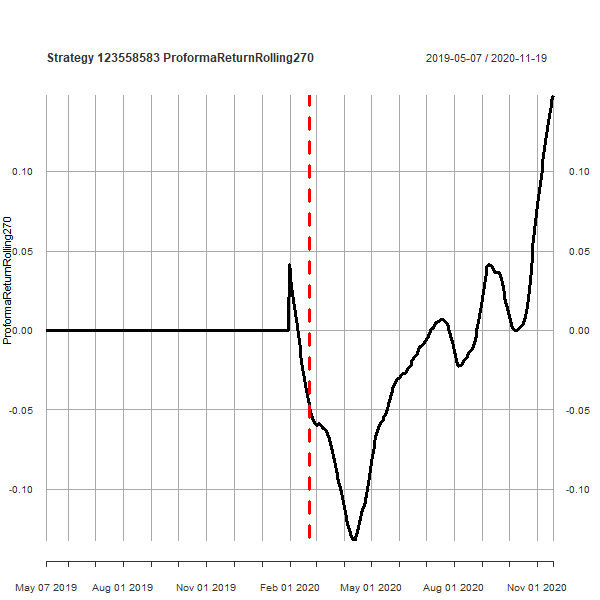 Strategy 123558583 ProformaReturnRolling270
2019-05-07 / 2020-11-19
ProformaReturnRolling270
0.10
0.05
0.00
-0.05
-0.10
0.10
0.05
0.00
-0.05
-0.10
May 07 2019
Aug 01 2019
Nov 01 2019
Feb 01 2020
May 01 2020
Aug 01 2020
Nov 01 2020